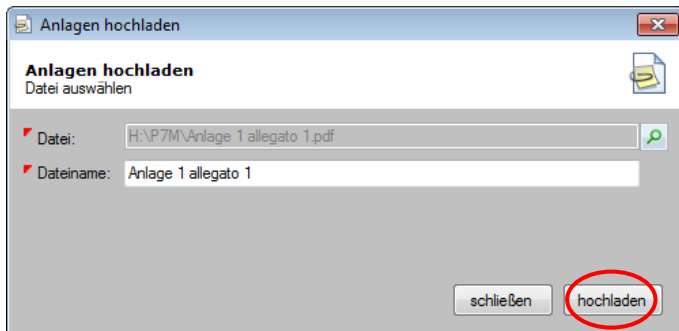 Anlagen hochladen
Anlagen hochladen
Datei auswählen
Datei: H:\P7M\Anlage 1 allegato 1.pdf
Dateiname: Anlage 1 allegato 1
schließen hochladen